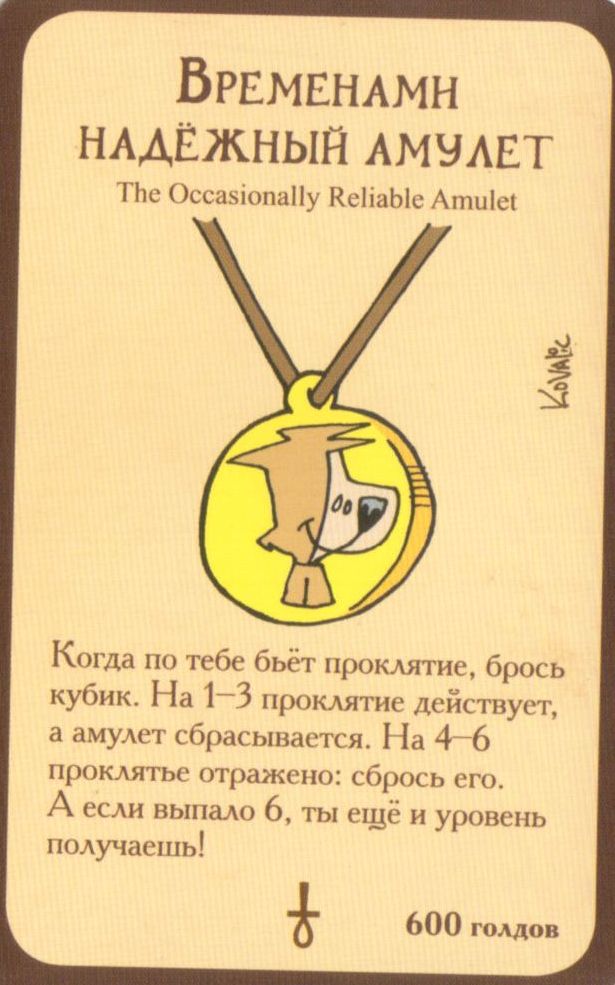 Временами
надёжный амулет
The Occasionally Reliable Amulet
Kovalic
Когда по тебе бьёт проклятие, брось
кубик. На 1–3 проклятие действует,
а амулет сбрасывается. На 4–6
проклятье отражено: сбрось его.
А если выпало 6, ты ещё и уровень
получаешь!
600 голдов